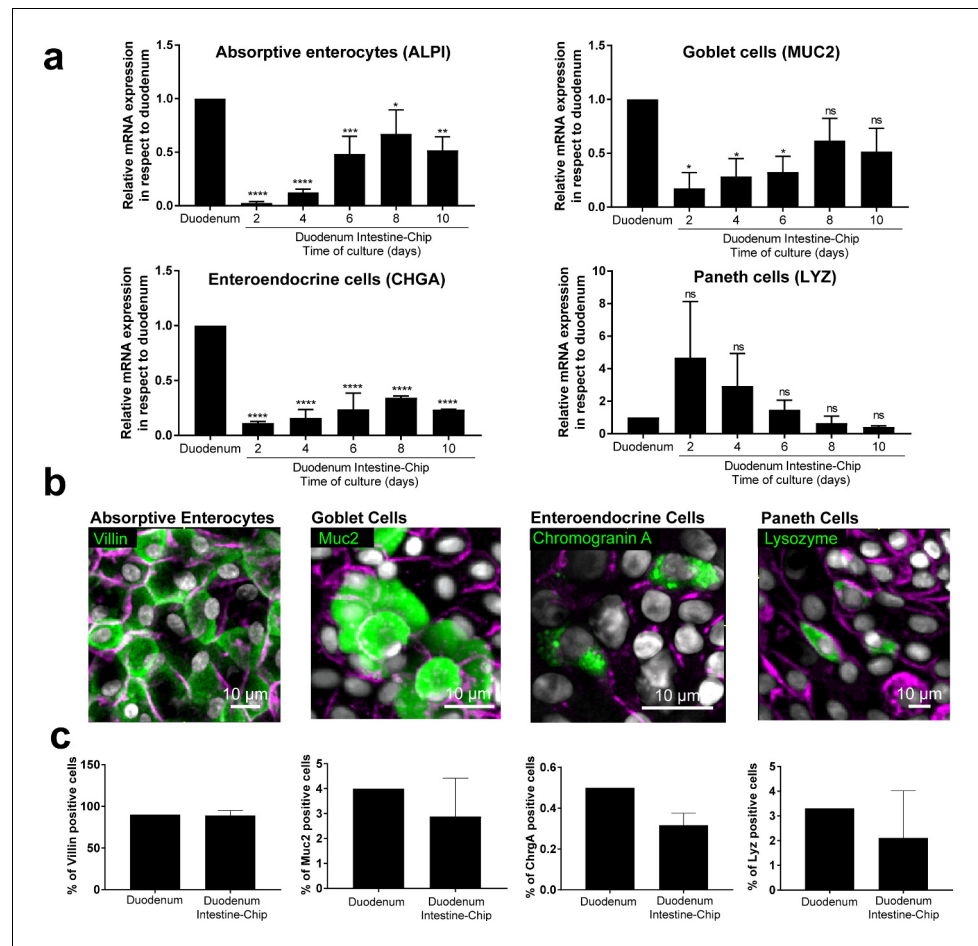 a
Absorptive enterocytes (ALPI)
Relative mRNA expression
in respect to duodenum
1.5
1.0
0.5
0.0
****
****
***
*
**
Duodenum 2 4 6 8 10
Duodenum Intestine-Chip
Time of culture (days)
Goblet cells (MUC2)
Relative mRNA expression
in respect to duodenum
1.5
1.0
0.5
0.0
*
*
*
ns
ns
Duodenum 2 4 6 8 10
Duodenum Intestine-Chip
Time of culture (days)
Enteroendocrine cells (CHGA)
Relative mRNA expression
in respect to duodenum
1.5
1.0
0.5
0.0
****
****
****
****
****
Duodenum 2 4 6 8 10
Duodenum Intestine-Chip
Time of culture (days)
Paneth cells (LYZ)
Relative mRNA expression
in respect to duodenum
10
8
6
4
2
0
ns
ns
ns
ns
ns
Duodenum 2 4 6 8 10
Duodenum Intestine-Chip
Time of culture (days)
b
Absorptive Enterocytes
Villin
10 µm
Goblet Cells
Muc2
10 µm
Enteroendocrine Cells
Chromogranin A
10 µm
Paneth Cells
Lysozyme
10 µm
c
% of Villin positive cells
150
100
50
0
Duodenum Duodenum
Intestine-Chip
% of Muc2 positive cells
5
4
3
2
1
0
Duodenum Duodenum
Intestine-Chip
% of ChrgA positive cells
0.6
0.4
0.2
0.0
Duodenum Duodenum
Intestine-Chip
% of Lyz positive cells
5
4
3
2
1
0
Duodenum Duodenum
Intestine-Chip